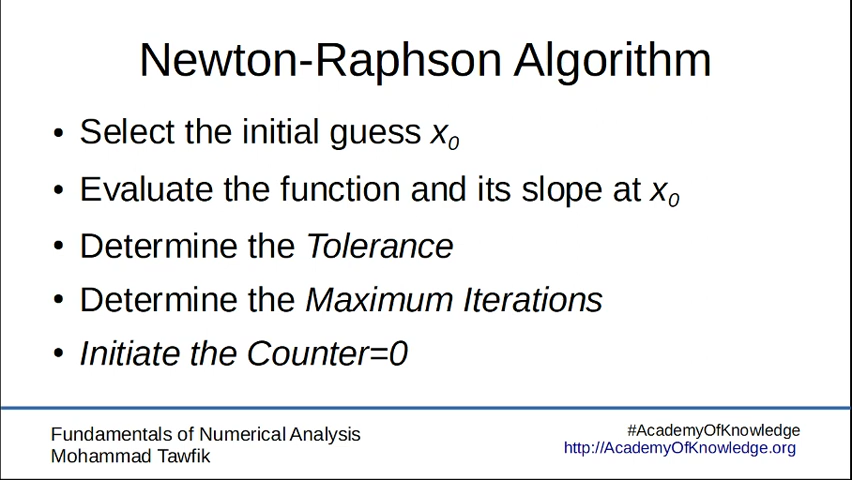 Newton-Raphson Algorithm
• Select the initial guess x₀
• Evaluate the function and its slope at x₀
• Determine the Tolerance
• Determine the Maximum Iterations
• Initiate the Counter=0
Fundamentals of Numerical Analysis
Mohammad Tawfik
#AcademyOfKnowledge
http://AcademyOfKnowledge.org